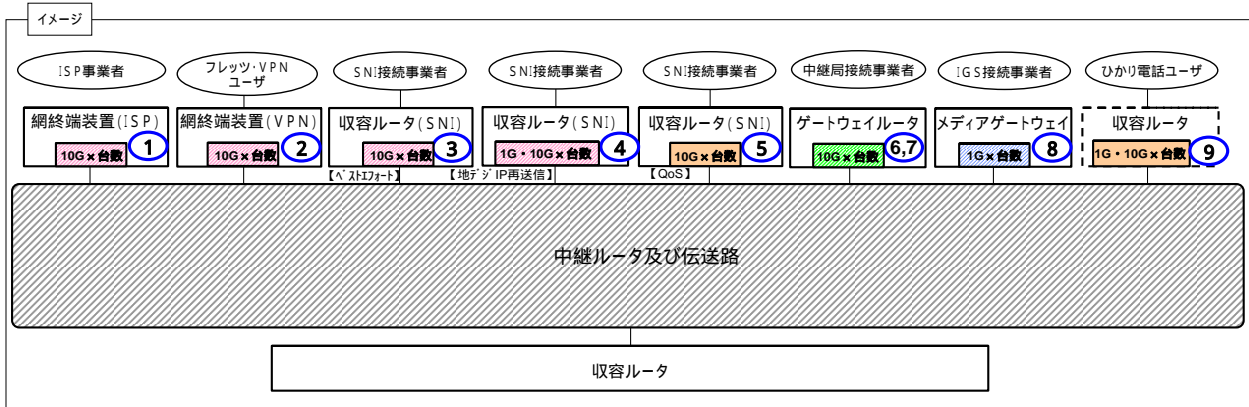 イメージ
ISP事業者
フレッツ・VPN
ユーザ
SNI接続事業者
SNI接続事業者
SNI接続事業者
中継局接続事業者
IGS接続事業者
ひかり電話ユーザ
網終端装置(ISP)
10G×台数
1
網終端装置(VPN)
10G×台数
2
収容ルータ(SNI)
10G×台数
3
収容ルータ(SNI)
1G・10G×台数
4
収容ルータ(SNI)
10G×台数
5
ゲートウェイルータ
10G×台数
6,7
メディアゲートウェイ
1G×台数
8
収容ルータ
1G・10G×台数
9
【ベストエフォート】
【地デジIP再送信】
【QoS】
中継ルータ及び伝送路
収容ルータ